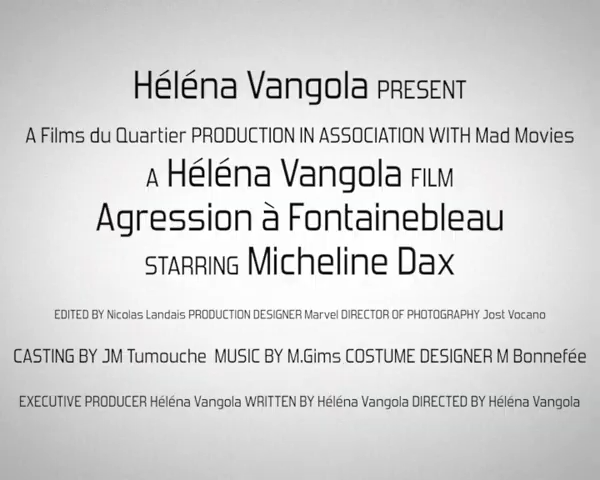 Héléna Vangola PRESENT
A Films du Quartier PRODUCTION IN ASSOCIATION WITH Mad Movies
A Héléna Vangola FILM
Agression à Fontainebleau
STARRING Micheline Dax
EDITED BY Nicolas Landais PRODUCTION DESIGNER Marvel DIRECTOR OF PHOTOGRAPHY Jost Vocano
CASTING BY JM Tumouche MUSIC BY M.Gims COSTUME DESIGNER M Bonnefée
EXECUTIVE PRODUCER Héléna Vangola WRITTEN BY Héléna Vangola DIRECTED BY Héléna Vangola